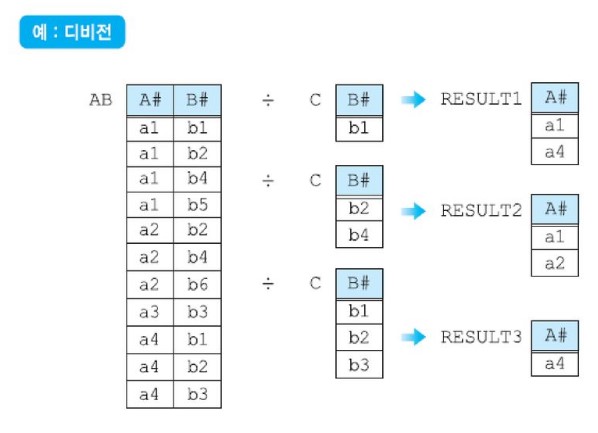 예 : 디비전
AB A# B# ÷ C B# RESULT1 A#
a1 b1 b1 a1
a1 b2 a4
a1 b4 ÷ C B#
a1 b5 b2 RESULT2 A#
a2 b2 b4 a1
a2 b4 a2
a2 b6 ÷ C B#
a3 b3 b1
a4 b1 b2 RESULT3 A#
a4 b2 b3 a4
a4 b3